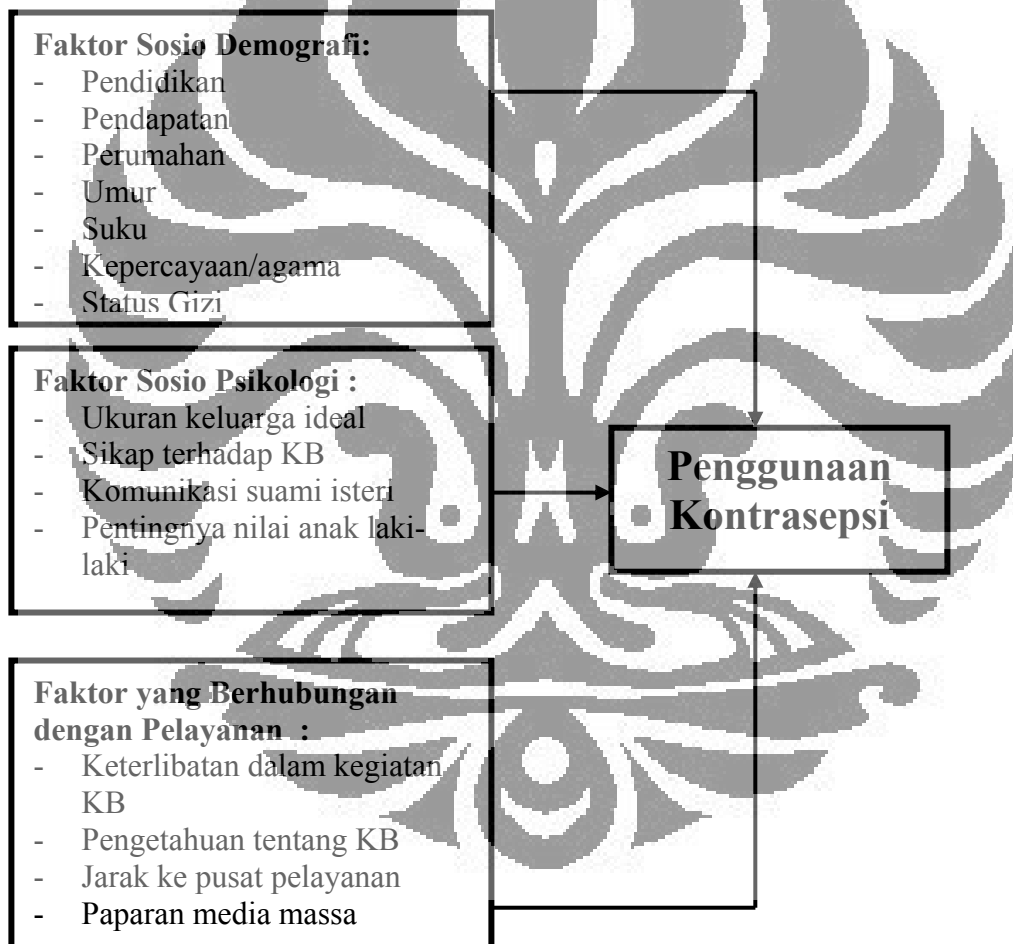 Faktor Sosio Demografi:
- Pendidikan
- Pendapatan
- Perumahan
- Umur
- Suku
- Kepercayaan/agama
- Status Gizi
Faktor Sosio Psikologi :
- Ukuran keluarga ideal
- Sikap terhadap KB
- Komunikasi suami isteri
- Pentingnya nilai anak laki-
laki
Penggunaan
Kontrasepsi
Faktor yang Berhubungan
dengan Pelayanan :
- Keterlibatan dalam kegiatan
KB
- Pengetahuan tentang KB
- Jarak ke pusat pelayanan
- Paparan media massa